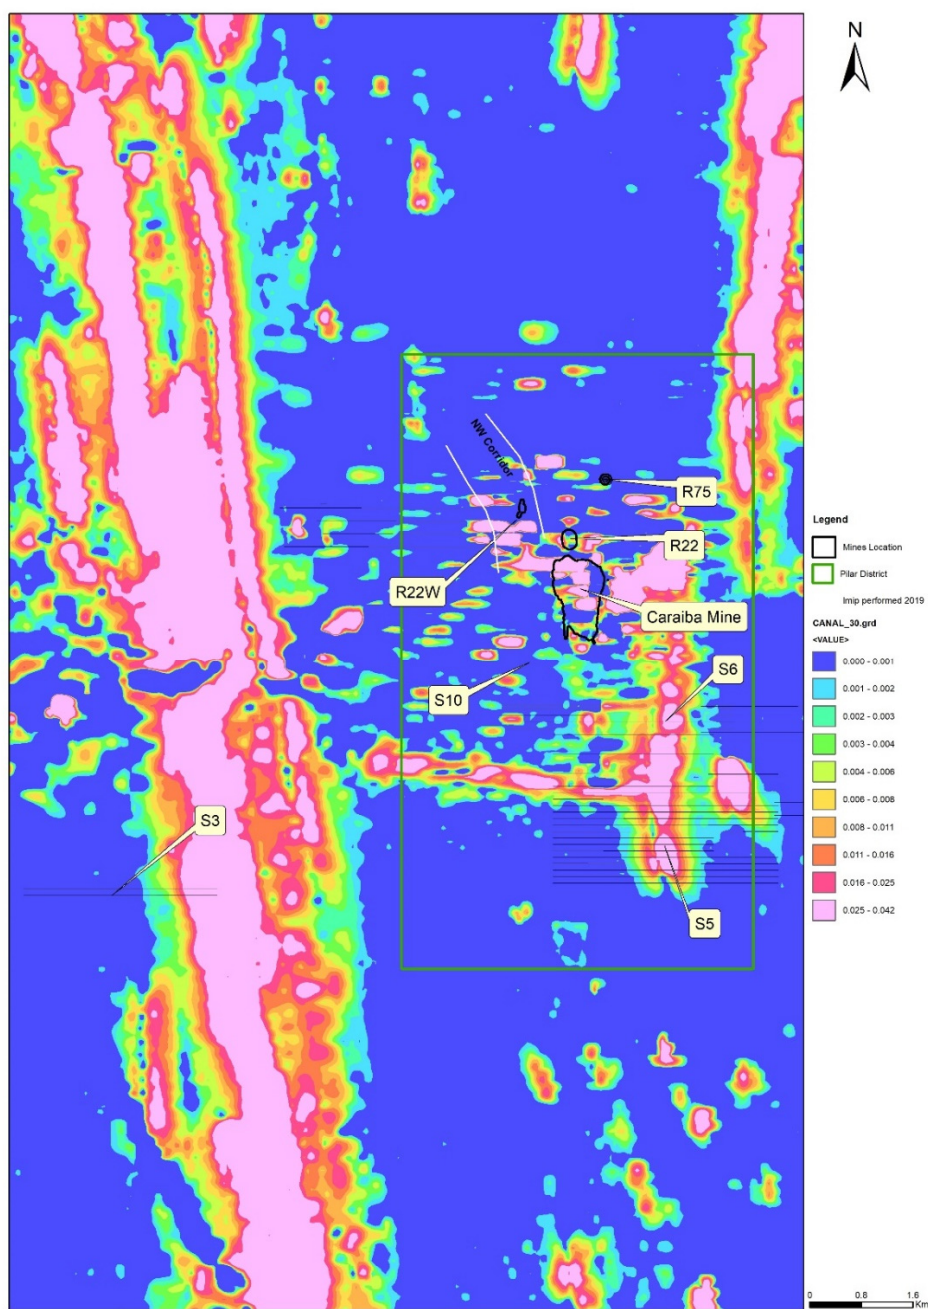 N
NW Corridor
R75
R22
R22W
Caraiba Mine
S6
S10
S3
S5
Legend
Mines Location
Pilar District
Imip performed 2019
CANAL_30.grd
<VALUE>
0.000 - 0.001
0.001 - 0.002
0.002 - 0.003
0.003 - 0.004
0.004 - 0.006
0.006 - 0.008
0.008 - 0.011
0.011 - 0.016
0.016 - 0.025
0.025 - 0.042
0 0.8 1.6
Km